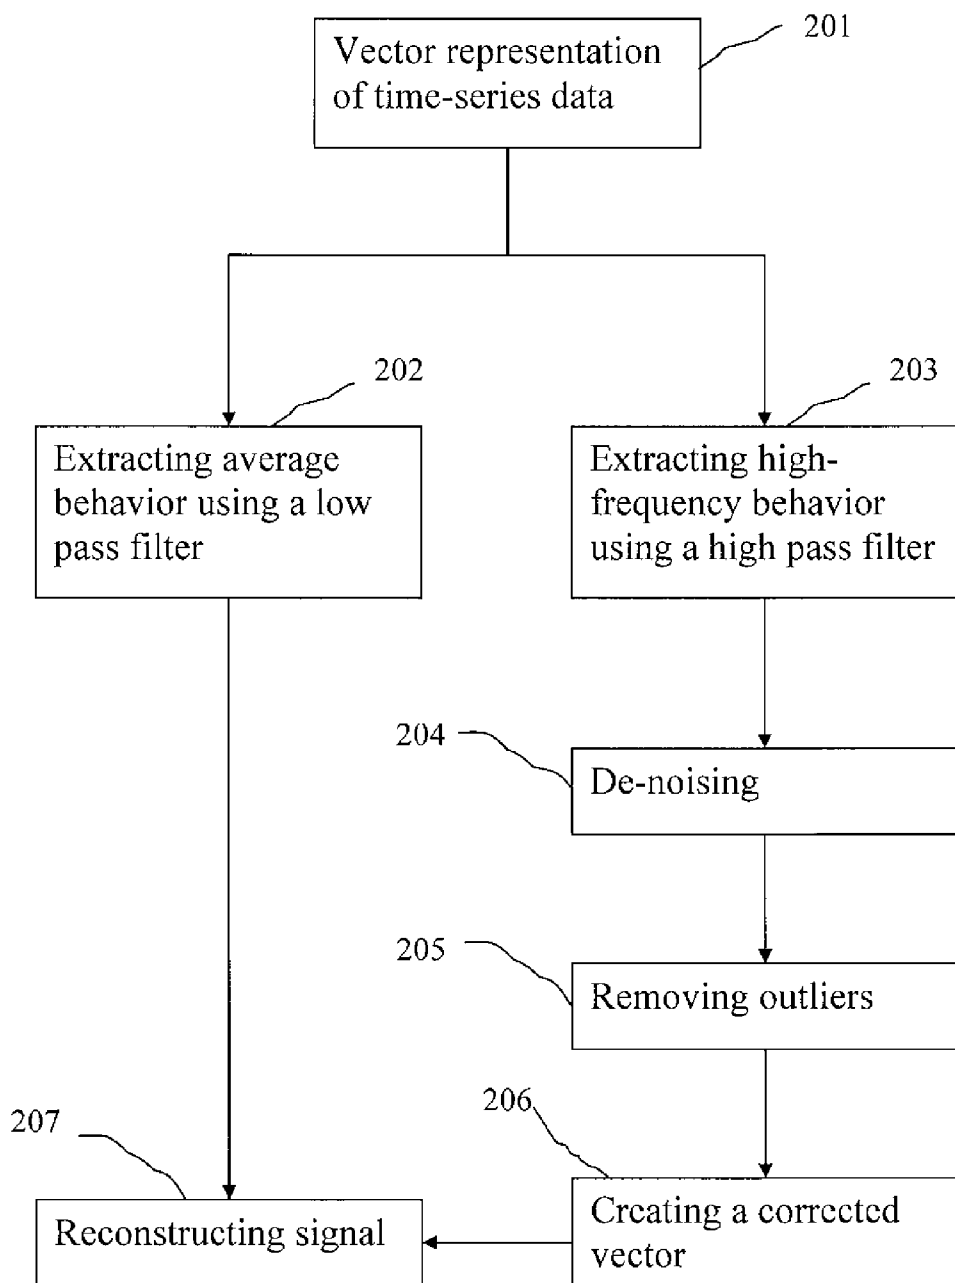 201
Vector representation
of time-series data
202
203
Extracting average
behavior using a low
pass filter
Extracting high-
frequency behavior
using a high pass filter
204
De-noising
205
Removing outliers
206
207
Creating a corrected
vector
Reconstructing signal